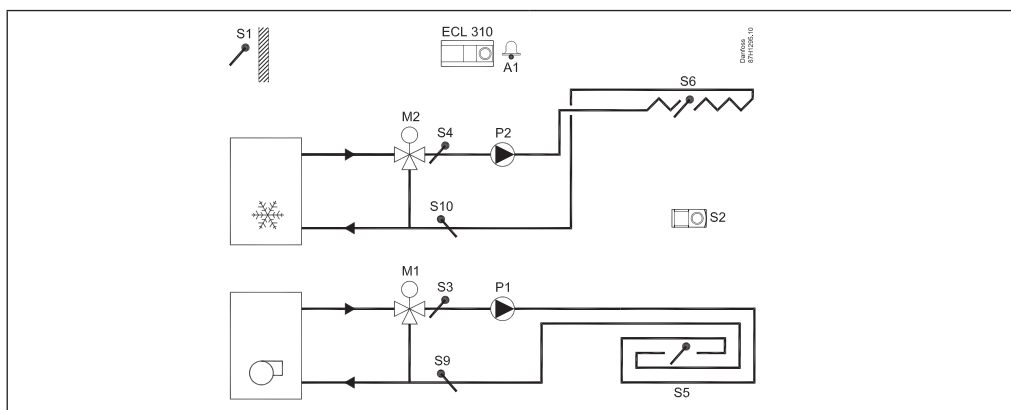 S1
ECL 310
A1
Danfoss
87H1295.10
S6
M2
S4
P2
S10
S2
M1
S3
P1
S9
S5